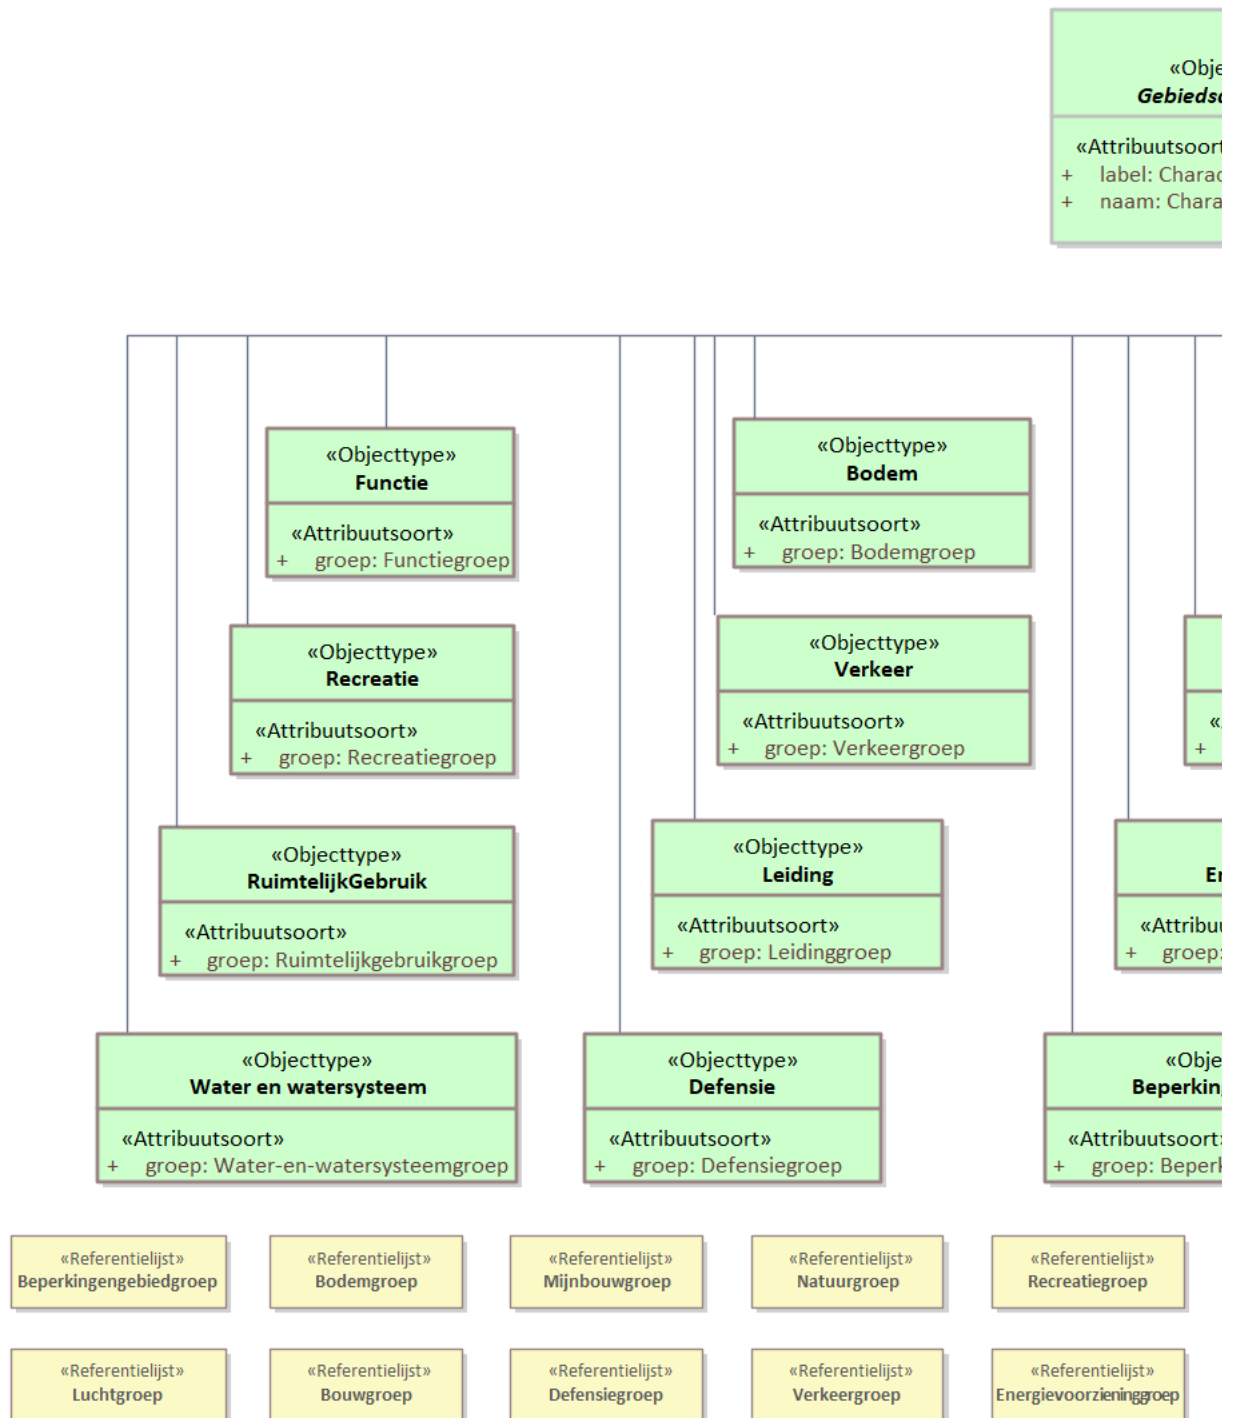 «Obje
Gebieds
«Attribuutsoort
+ label: Charac
+ naam: Chara
«Objecttype»
Functie
«Attribuutsoort»
+ groep: Functiegroep
«Objecttype»
Bodem
«Attribuutsoort»
+ groep: Bodemgroep
«Objecttype»
Recreatie
«Attribuutsoort»
+ groep: Recreatiegroep
«Objecttype»
Verkeer
«Attribuutsoort»
+ groep: Verkeergroep
«
+
«Objecttype»
RuimtelijkGebruik
«Attribuutsoort»
+ groep: Ruimtelijkgebruikgroep
«Objecttype»
Leiding
«Attribuutsoort»
+ groep: Leidinggroep
Er
«Attribu
+ groep:
«Objecttype»
Water en watersysteem
«Attribuutsoort»
+ groep: Water-en-watersysteemgroep
«Objecttype»
Defensie
«Attribuutsoort»
+ groep: Defensiegroep
«Obje
Beperkin
«Attribuutsoort»
+ groep: Beperk
«Referentielijst»
Beperkingengebiedgroep
«Referentielijst»
Bodemgroep
«Referentielijst»
Mijnbouwgroep
«Referentielijst»
Natuurgroep
«Referentielijst»
Recreatiegroep
«Referentielijst»
Luchtgroep
«Referentielijst»
Bouwgroep
«Referentielijst»
Defensiegroep
«Referentielijst»
Verkeergroep
«Referentielijst»
Energievoorzieninggroep